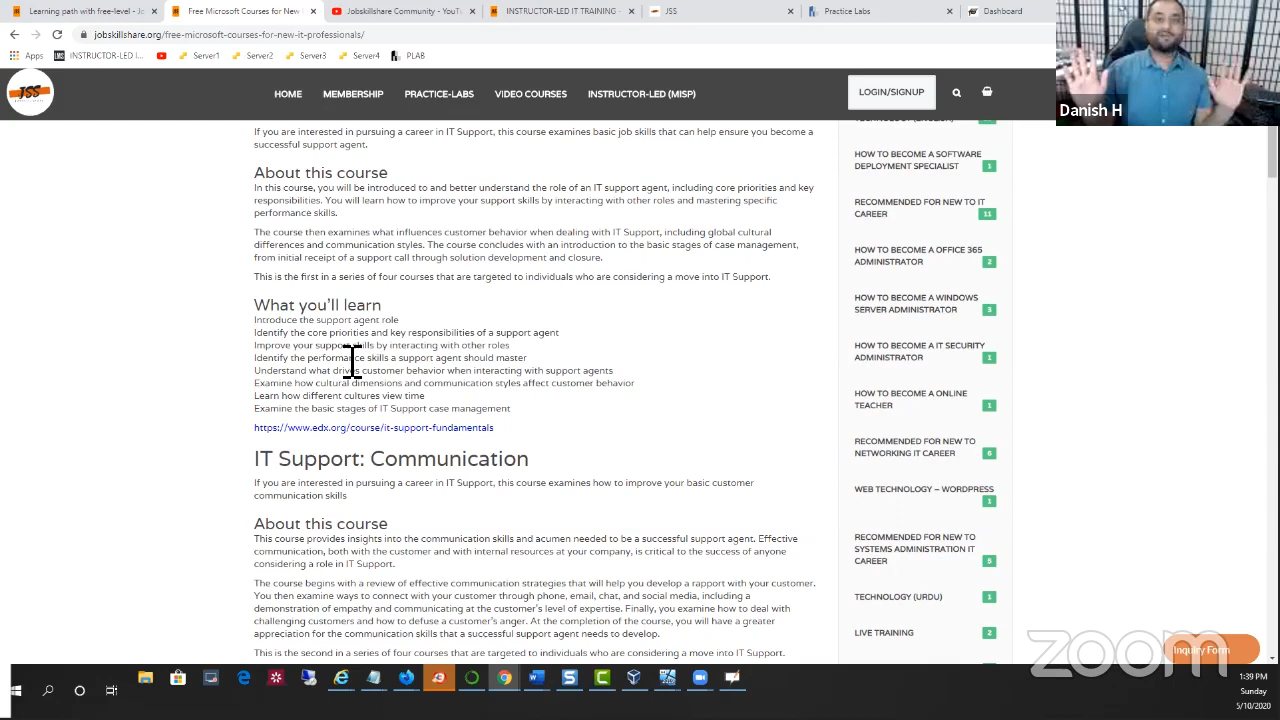 Learning path with free-level - Jo
Free Microsoft Courses for New
Jobskillshare Community - YouTu
INSTRUCTOR-LED IT TRAINING -
JSS
Practice Labs
Dashboard
jobskillshare.org/free-microsoft-courses-for-new-it-professionals/
Apps
INSTRUCTOR-LED I...
Server1
Server2
Server3
Server4
PLAB
JSS
HOME
MEMBERSHIP
PRACTICE-LABS
VIDEO COURSES
INSTRUCTOR-LED (MISP)
LOGIN/SIGNUP
Danish H
If you are interested in pursuing a career in IT Support, this course examines basic job skills that can help ensure you become a
successful support agent.
About this course
In this course, you will be introduced to and better understand the role of an IT support agent, including core priorities and key
responsibilities. You will learn how to improve your support skills by interacting with other roles and mastering specific
performance skills.
The course then examines what influences customer behavior when dealing with IT Support, including global cultural
differences and communication styles. The course concludes with an introduction to the basic stages of case management,
from initial receipt of a support call through solution development and closure.
This is the first in a series of four courses that are targeted to individuals who are considering a move into IT Support.
What you'll learn
Introduce the support agent role
Identify the core priorities and key responsibilities of a support agent
Improve your support skills by interacting with other roles
Identify the performance skills a support agent should master
Understand what drives customer behavior when interacting with support agents
Examine how cultural dimensions and communication styles affect customer behavior
Learn how different cultures view time
Examine the basic stages of IT Support case management
https://www.edx.org/course/it-support-fundamentals
IT Support: Communication
If you are interested in pursuing a career in IT Support, this course examines how to improve your basic customer
communication skills
About this course
This course provides insights into the communication skills and acumen needed to be a successful support agent. Effective
communication, both with the customer and with internal resources at your company, is critical to the success of anyone
considering a role in IT Support.
The course begins with a review of effective communication strategies that will help you develop a rapport with your customer.
You then examine ways to connect with your customer through phone, email, chat, and social media, including a
demonstration of empathy and communicating at the customer's level of expertise. Finally, you examine how to deal with
challenging customers and how to defuse a customer's anger. At the completion of the course, you will have a greater
appreciation for the communication skills that a successful support agent needs to develop.
This is the second in a series of four courses that are targeted to individuals who are considering a move into IT Support.
TECHNOLOGY (ENGLISH)
HOW TO BECOME A SOFTWARE
DEPLOYMENT SPECIALIST
1
RECOMMENDED FOR NEW TO IT
CAREER
11
HOW TO BECOME A OFFICE 365
ADMINISTRATOR
2
HOW TO BECOME A WINDOWS
SERVER ADMINISTRATOR
3
HOW TO BECOME A IT SECURITY
ADMINISTRATOR
1
HOW TO BECOME A ONLINE
TEACHER
1
RECOMMENDED FOR NEW TO
NETWORKING IT CAREER
6
WEB TECHNOLOGY – WORDPRESS
1
RECOMMENDED FOR NEW TO
SYSTEMS ADMINISTRATION IT
CAREER
5
TECHNOLOGY (URDU)
1
LIVE TRAINING
2
Inquiry Form
zoom
1:39 PM
Sunday
5/10/2020